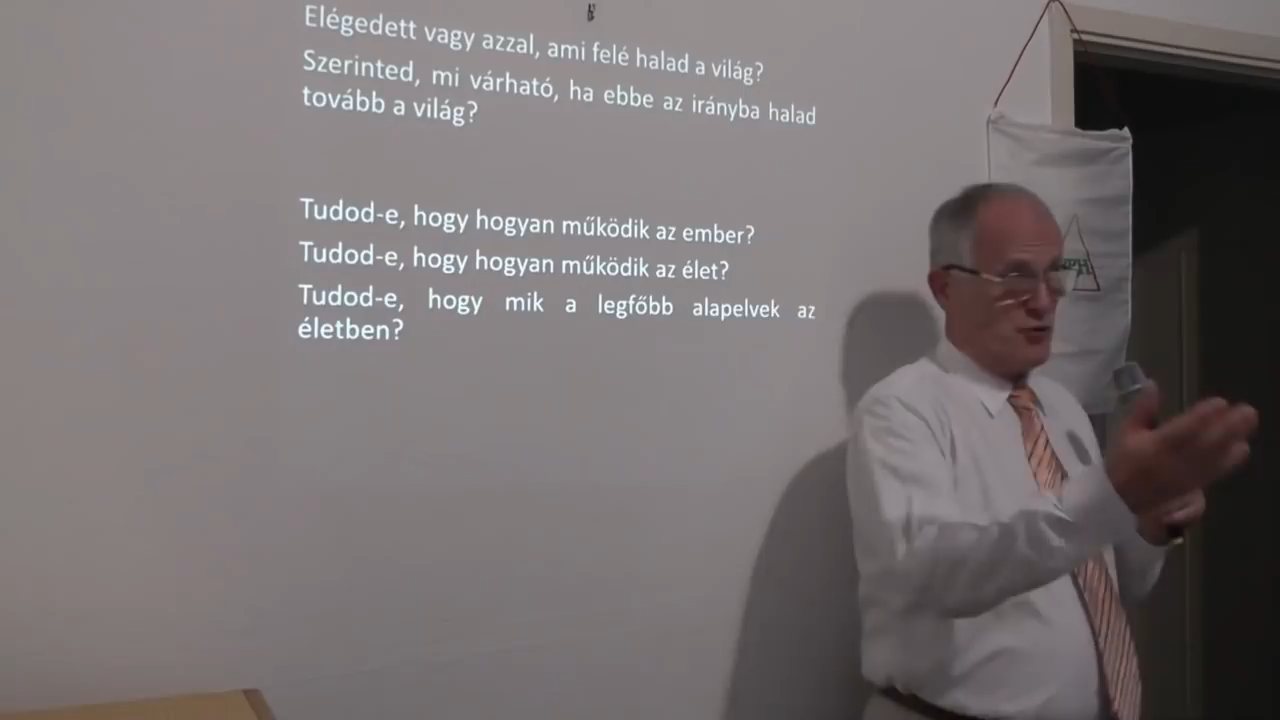 Elégedett vagy azzal, ami felé halad a világ?
Szerinted, mi várható, ha ebbe az irányba halad
tovább a világ?
Tudod-e, hogy hogyan működik az ember?
Tudod-e, hogy hogyan működik az élet?
Tudod-e, hogy mik a legfőbb alapelvek az
életben?